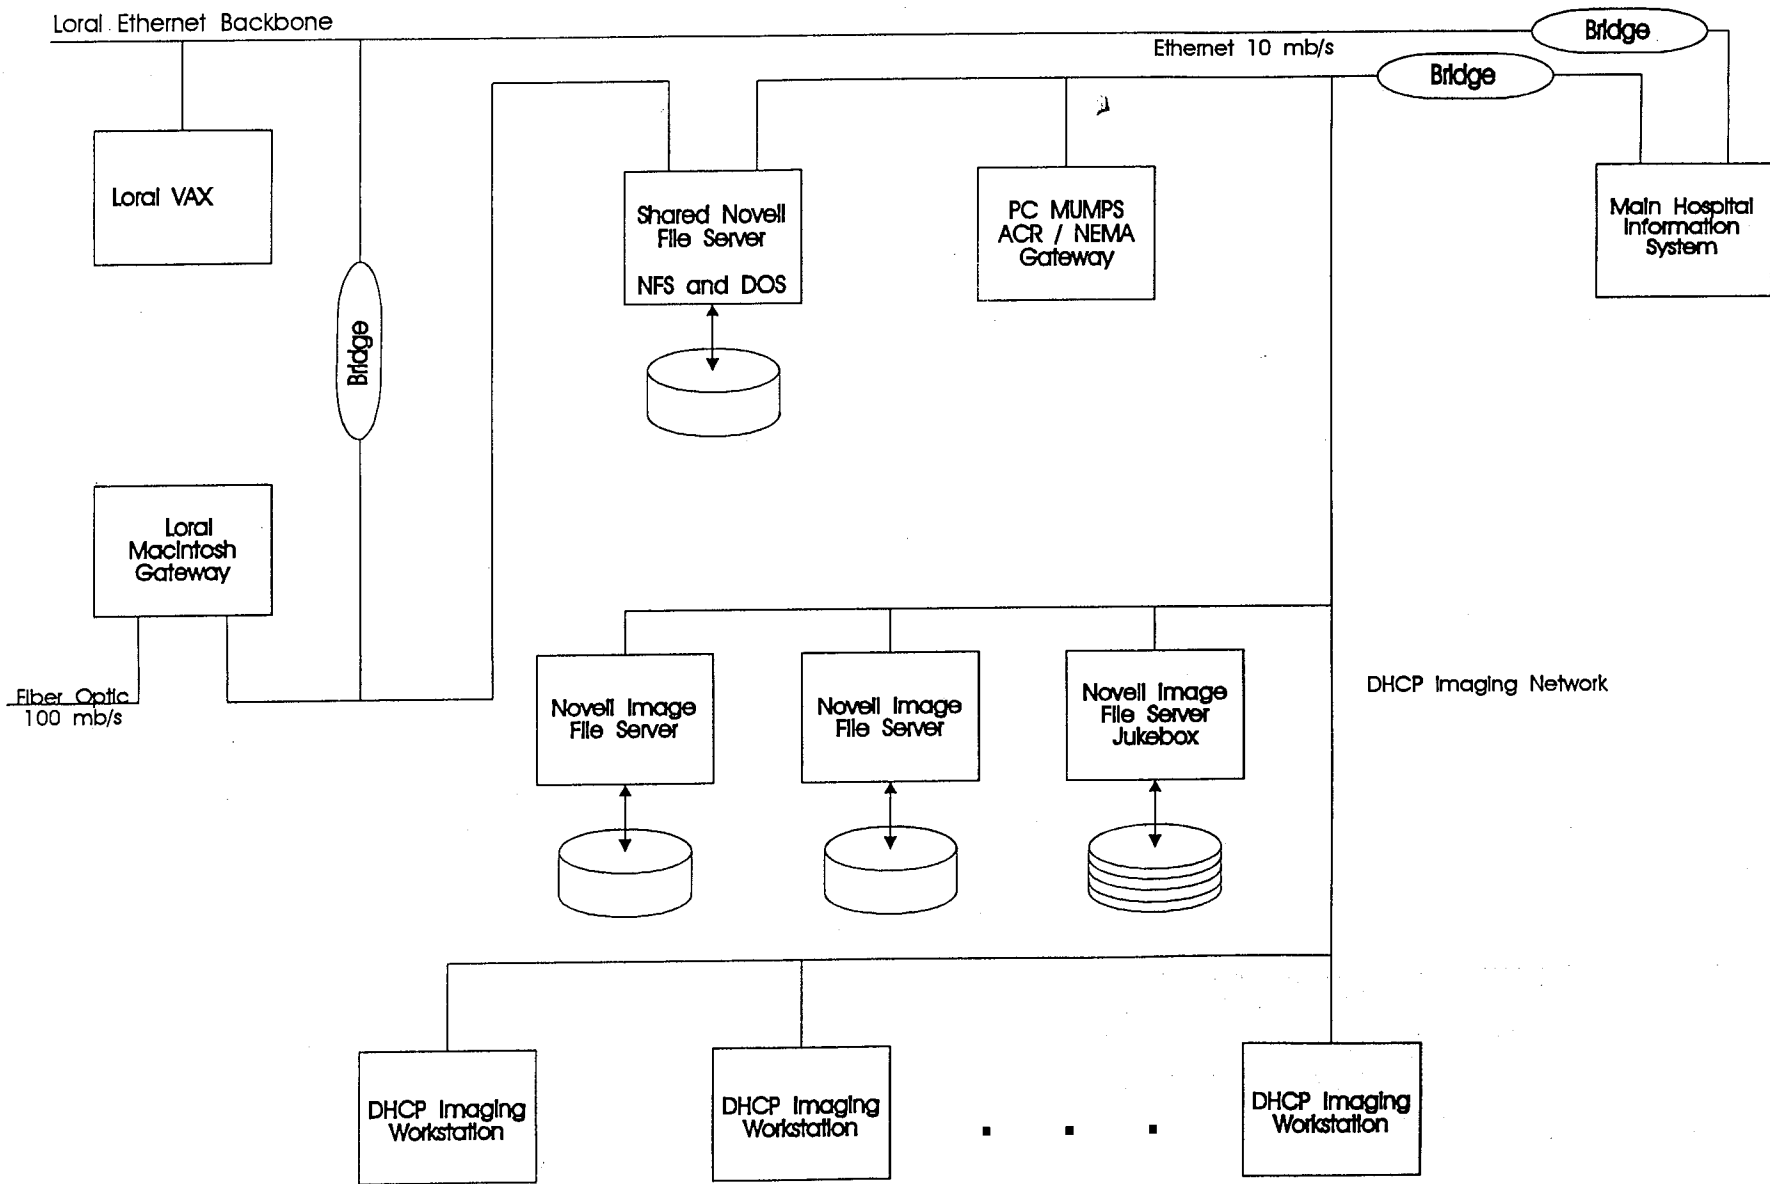 Loral Ethernet Backbone
Bridge
Ethernet 10 mb/s
Bridge
Loral VAX
Shared Novell
File Server
NFS and DOS
PC MUMPS
ACR / NEMA
Gateway
Main Hospital
Information
System
Bridge
Loral
Macintosh
Gateway
Fiber Optic
100 mb/s
Novell Image
File Server
Novell Image
File Server
Novell Image
File Server
Jukebox
DHCP Imaging Network
DHCP Imaging
Workstation
DHCP Imaging
Workstation
. . .
DHCP Imaging
Workstation